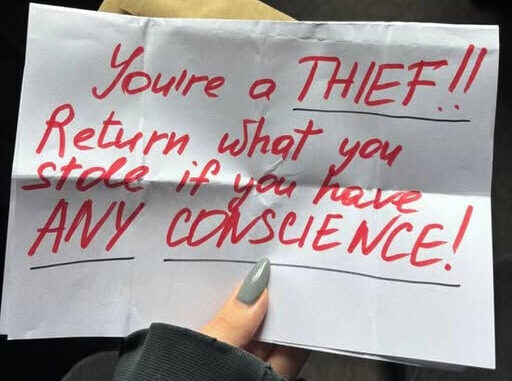 You're a THIEF!!
Return what you
stole if you have
ANY CONSCIENCE!